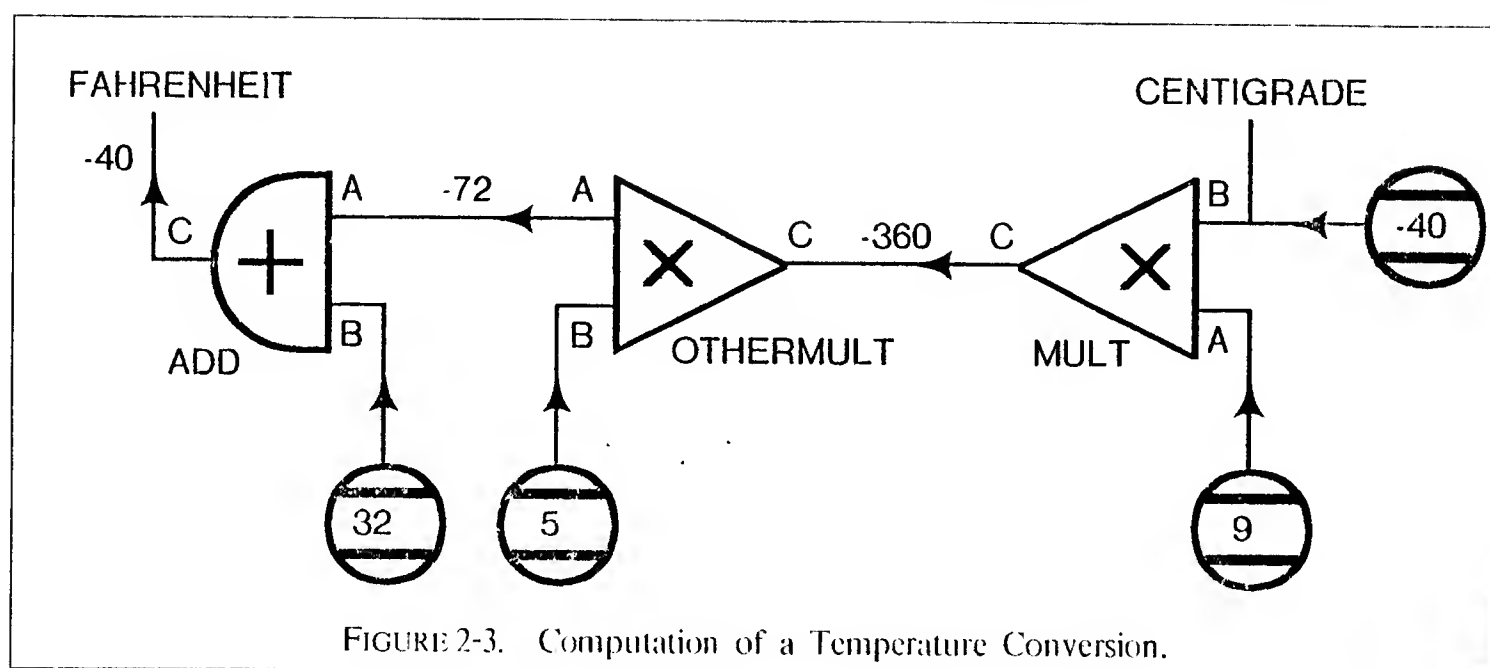 FAHRENHEIT
CENTIGRADE
-40
A
-72
A
B
C
C
-360
C
-40
+
×
×
B
B
A
ADD
OTHERMULT
MULT
32
5
9
FIGURE 2-3. Computation of a Temperature Conversion.